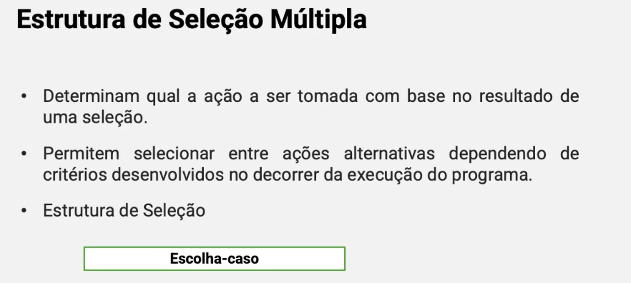 Estrutura de Seleção Múltipla
• Determinam qual a ação a ser tomada com base no resultado de
uma seleção.
• Permitem selecionar entre ações alternativas dependendo de
critérios desenvolvidos no decorrer da execução do programa.
• Estrutura de Seleção
Escolha-caso